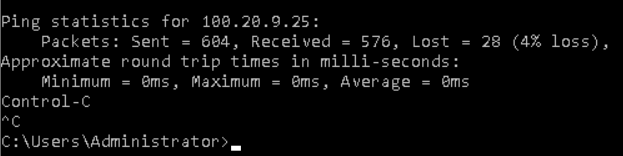 Ping statistics for 100.20.9.25:
    Packets: Sent = 604, Received = 576, Lost = 28 (4% loss),
Approximate round trip times in milli-seconds:
    Minimum = 0ms, Maximum = 0ms, Average = 0ms
Control-C
^C
C:\Users\Administrator>